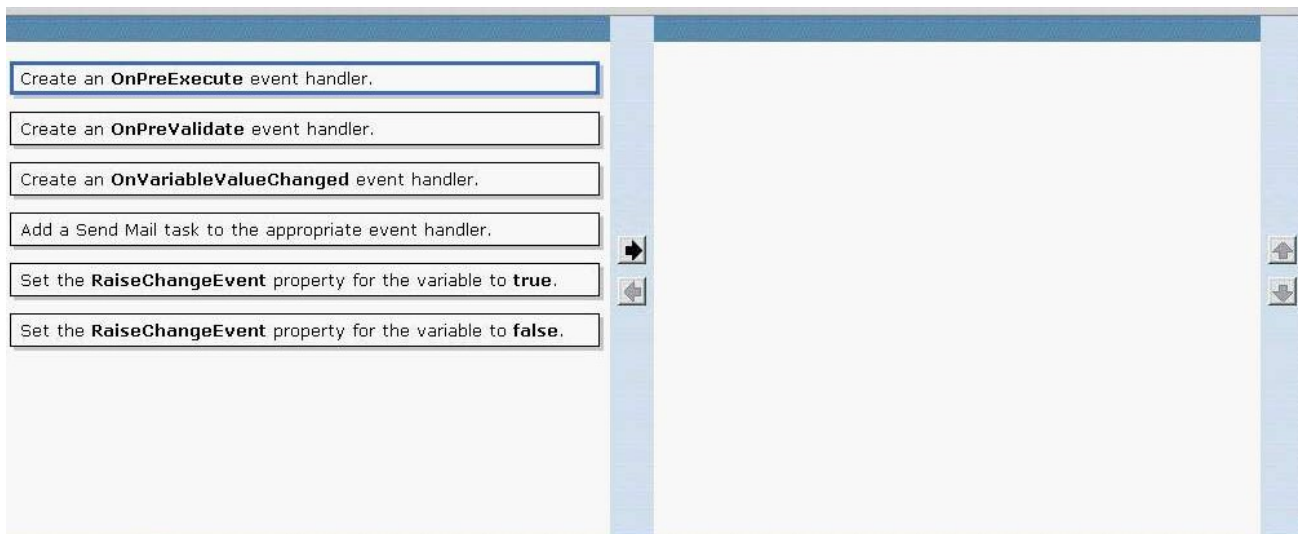 Create an OnPreExecute event handler.
Create an OnPreValidate event handler.
Create an OnVariableValueChanged event handler.
Add a Send Mail task to the appropriate event handler.
Set the RaiseChangeEvent property for the variable to true.
Set the RaiseChangeEvent property for the variable to false.